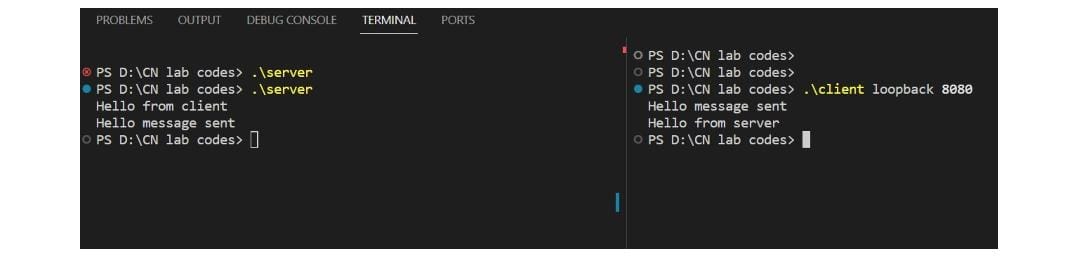 PROBLEMS OUTPUT DEBUG CONSOLE TERMINAL PORTS
PS D:\CN lab codes> .\server
PS D:\CN lab codes> .\server
Hello from client
Hello message sent
PS D:\CN lab codes>
PS D:\CN lab codes>
PS D:\CN lab codes>
PS D:\CN lab codes> .\client loopback 8080
Hello message sent
Hello from server
PS D:\CN lab codes>